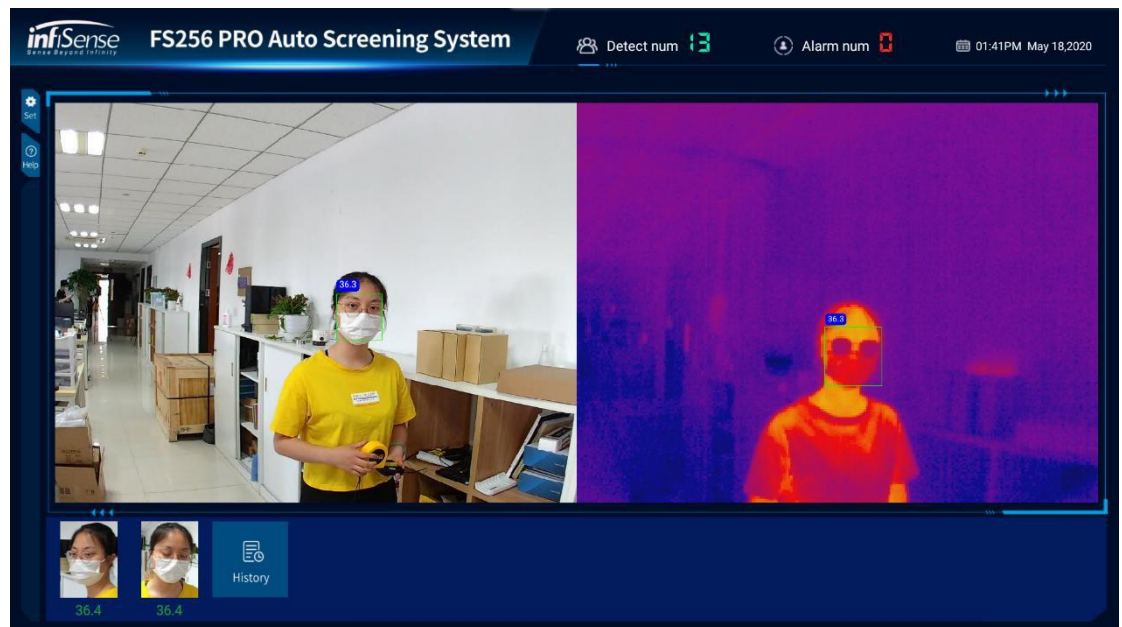 infiSense
Sense Beyond Infinity
FS256 PRO Auto Screening System
Detect num 13
Alarm num 0
01:41PM May 18,2020
Set
Help
36.3
36.3
36.4
36.4
History